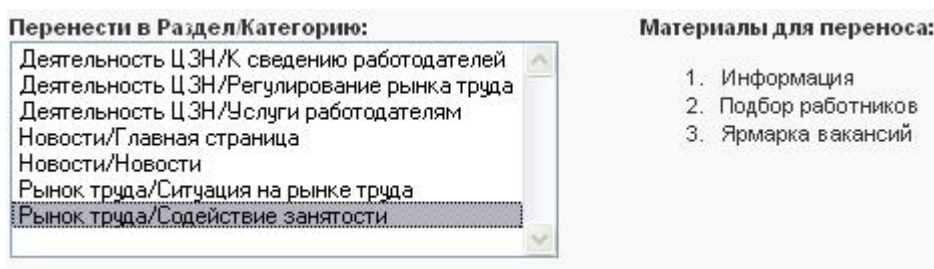 Перенести в Раздел/Категорию:
Деятельность ЦЗН/К сведению работодателей
Деятельность ЦЗН/Регулирование рынка труда
Деятельность ЦЗН/Услуги работодателям
Новости/Главная страница
Новости/Новости
Рынок труда/Ситуация на рынке труда
Рынок труда/Содействие занятости
Материалы для переноса:
1. Информация
2. Подбор работников
3. Ярмарка вакансий